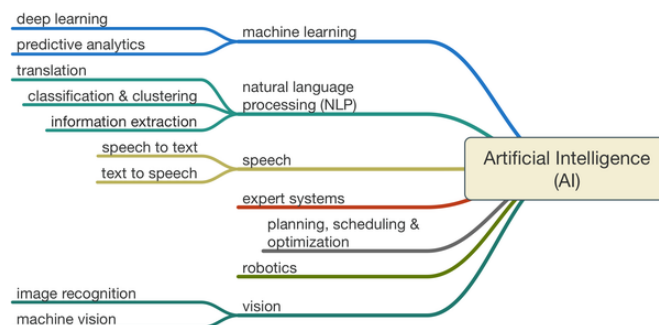 deep learning
predictive analytics
machine learning
translation
classification & clustering
information extraction
natural language
processing (NLP)
speech to text
text to speech
speech
expert systems
planning, scheduling &
optimization
robotics
image recognition
machine vision
vision
Artificial Intelligence
(AI)